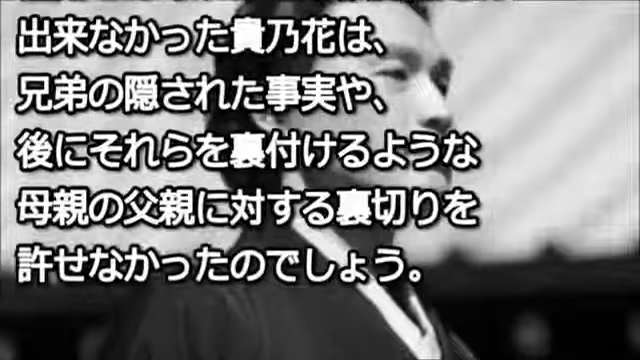 出来なかった貴乃花は、
兄弟の隠された事実や、
後にそれらを裏付けるような
母親の父親に対する裏切りを
許せなかったのでしょう。